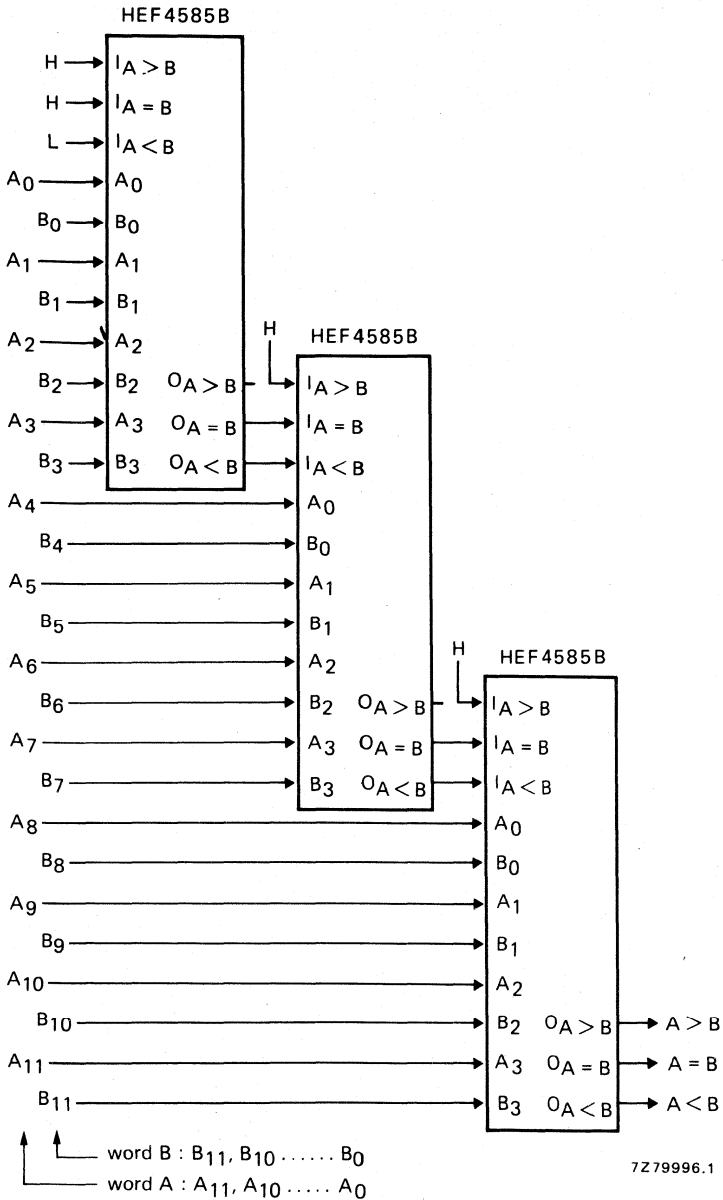 HEF4585B
H I A > B
H I A = B
L I A < B
A0 A0
B0 B0
A1 A1
B1 B1
A2 A2
B2 B2 O A > B
A3 A3 O A = B
B3 B3 O A < B
H HEF4585B
I A > B
I A = B
I A < B
A4 A0
B4 B0
A5 A1
B5 B1
A6 A2
B6 B2 O A > B
A7 A3 O A = B
B7 B3 O A < B
H HEF4585B
I A > B
I A = B
I A < B
A8 A0
B8 B0
A9 A1
B9 B1
A10 A2
B10 B2 O A > B A > B
A11 A3 O A = B A = B
B11 B3 O A < B A < B
word B : B11, B10 ...... B0
word A : A11, A10 ..... A0
7Z79996.1